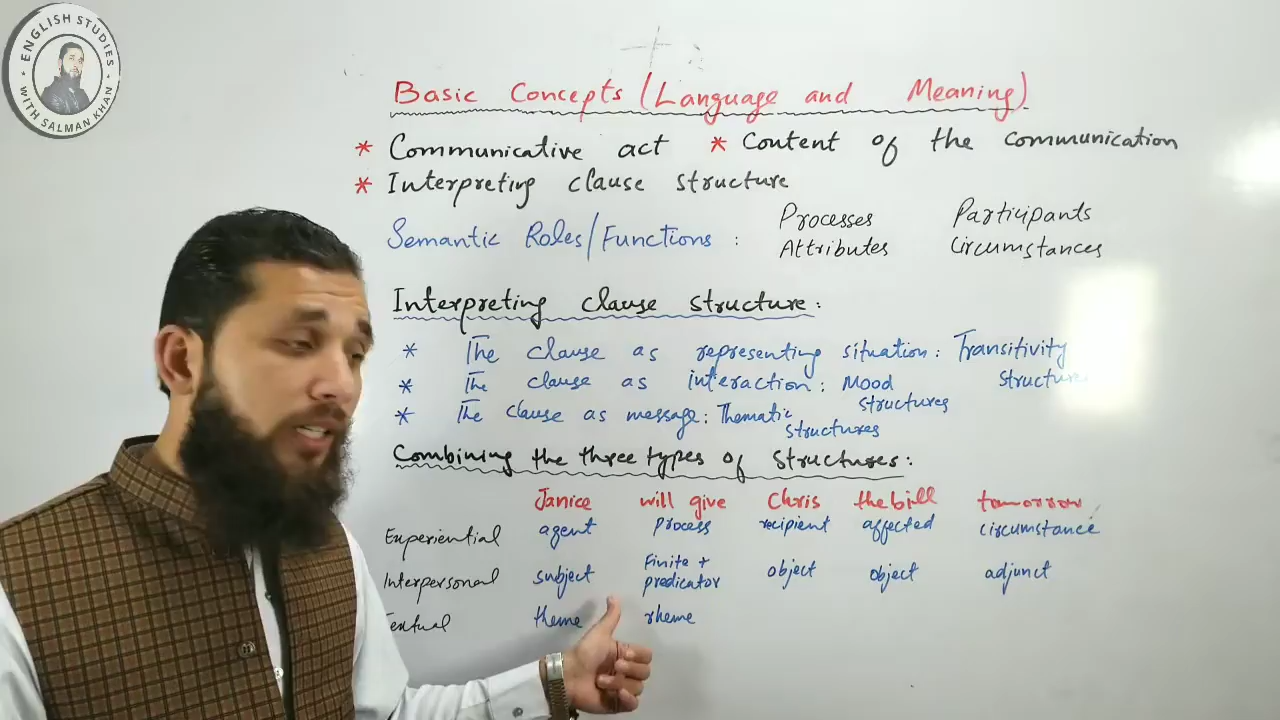 ENGLISH STUDIES
WITH SALMAN KHAN
Basic Concepts (Language and Meaning)
* Communicative act * Content of the communication
* Interpreting clause structure
Semantic Roles/Functions : Processes Participants
Attributes Circumstances
Interpreting clause structure:
* The clause as representing situation: Transitivity
structures
* The clause as interaction: Mood
structures
* The clause as message: Thematic
structures
Combining the three types of structures:
Janice will give Chris the bill tomorrow
Experiential agent process recipient affected circumstance
Interpersonal subject Finite + predicator object object adjunct
Textual theme rheme